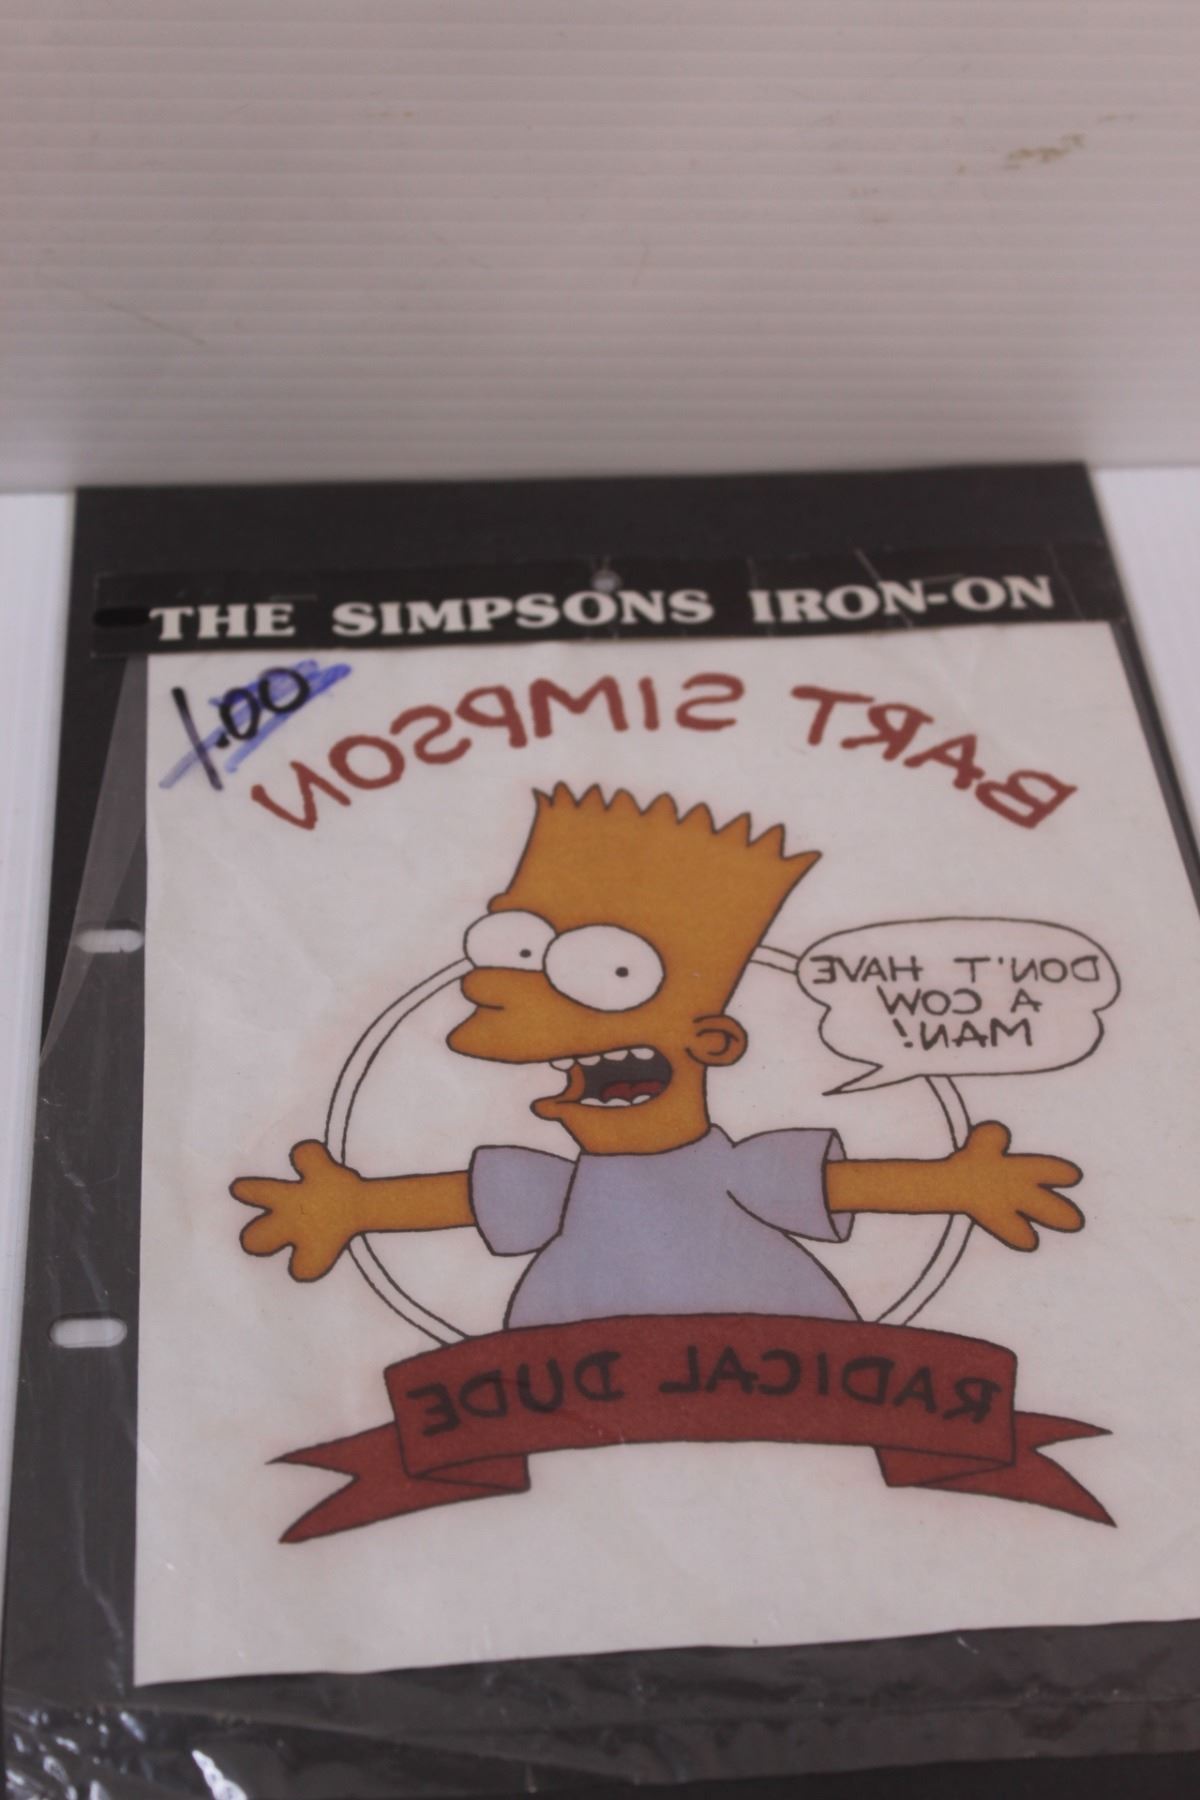 THE SIMPSONS IRON-ON
1.00
BART SIMPSON
DON'T HAVE
A COW
MAN!
RADICAL DUDE